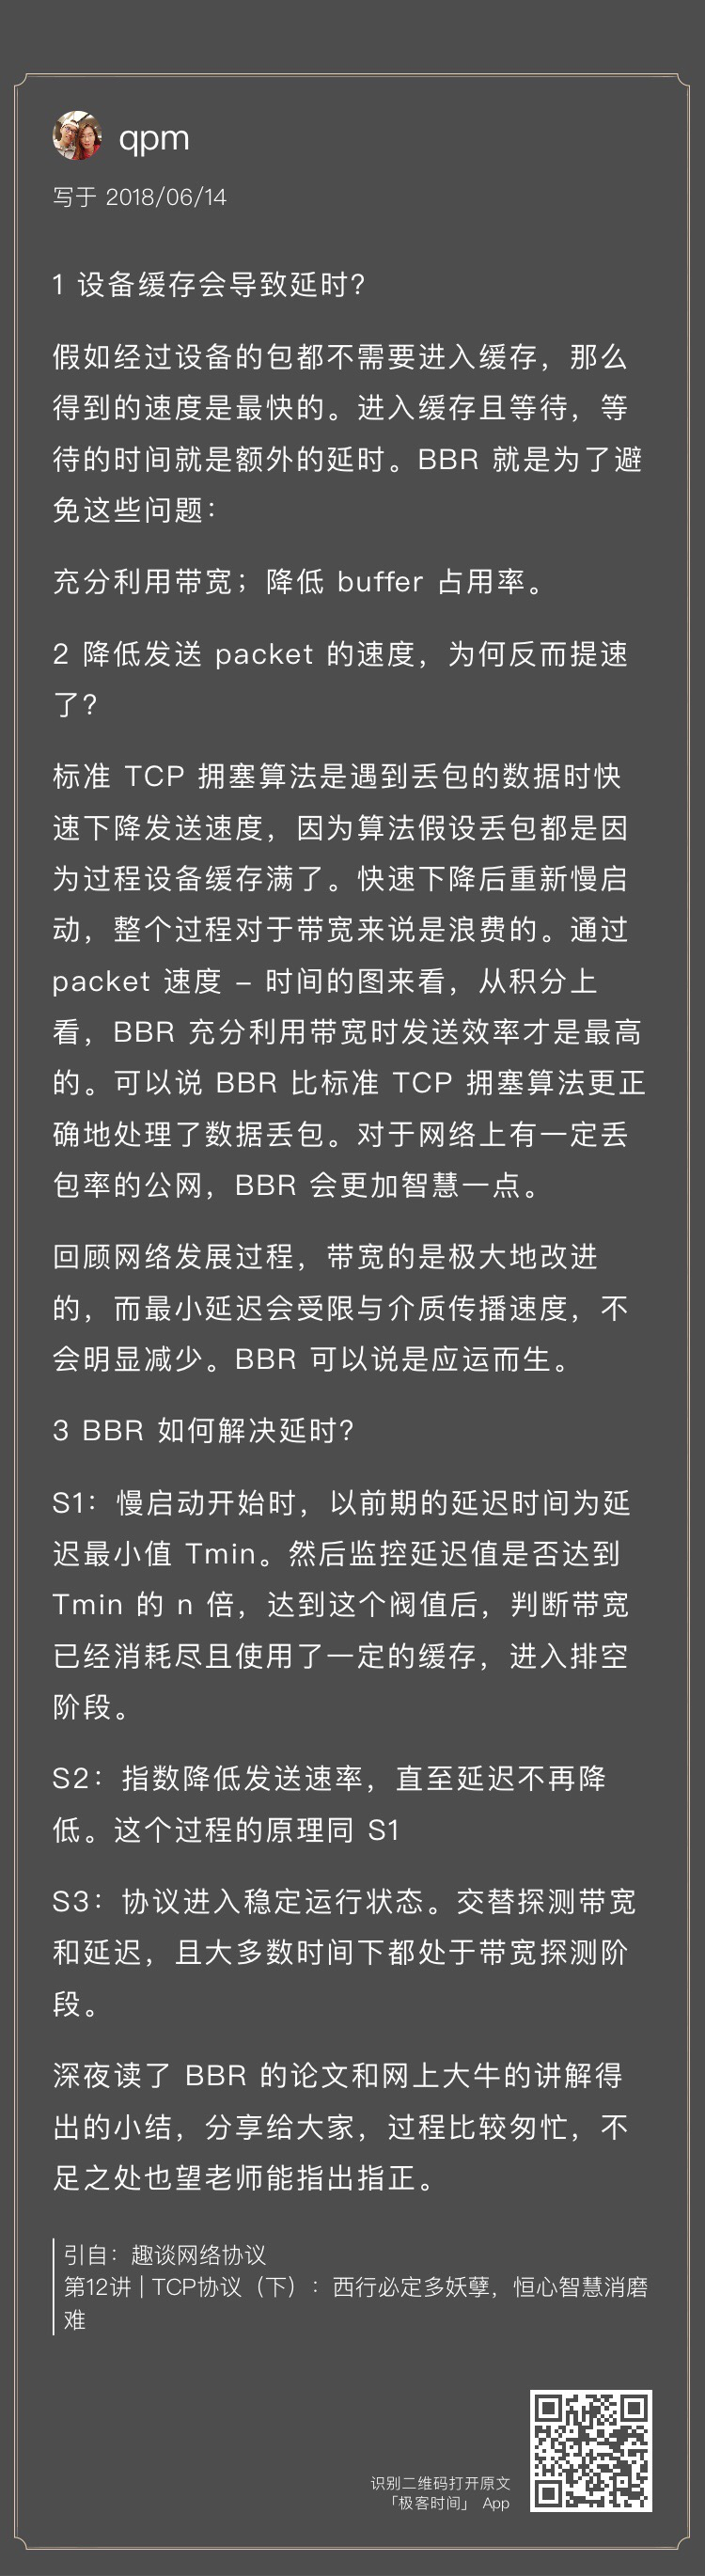 qpm
写于 2018/06/14
1 设备缓存会导致延时?
假如经过设备的包都不需要进入缓存，那么
得到的速度是最快的。进入缓存且等待，等
待的时间就是额外的延时。BBR 就是为了避
免这些问题：
充分利用带宽；降低 buffer 占用率。
2 降低发送 packet 的速度，为何反而提速
了?
标准 TCP 拥塞算法是遇到丢包的数据时快
速下降发送速度，因为算法假设丢包都是因
为过程设备缓存满了。快速下降后重新慢启
动，整个过程对于带宽来说是浪费的。通过
packet 速度 – 时间的图来看，从积分上
看，BBR 充分利用带宽时发送效率才是最高
的。可以说 BBR 比标准 TCP 拥塞算法更正
确地处理了数据丢包。对于网络上有一定丢
包率的公网，BBR 会更加智慧一点。
回顾网络发展过程，带宽的是极大地改进
的，而最小延迟会受限与介质传播速度，不
会明显减少。BBR 可以说是应运而生。
3 BBR 如何解决延时?
S1：慢启动开始时，以前期的延迟时间为延
迟最小值 Tmin。然后监控延迟值是否达到
Tmin 的 n 倍，达到这个阀值后，判断带宽
已经消耗尽且使用了一定的缓存，进入排空
阶段。
S2：指数降低发送速率，直至延迟不再降
低。这个过程的原理同 S1
S3：协议进入稳定运行状态。交替探测带宽
和延迟，且大多数时间下都处于带宽探测阶
段。
深夜读了 BBR 的论文和网上大牛的讲解得
出的小结，分享给大家，过程比较匆忙，不
足之处也望老师能指出指正。
引自：趣谈网络协议
第12讲 | TCP协议（下）：西行必定多妖孽，恒心智慧消磨
难
识别二维码打开原文
「极客时间」 App